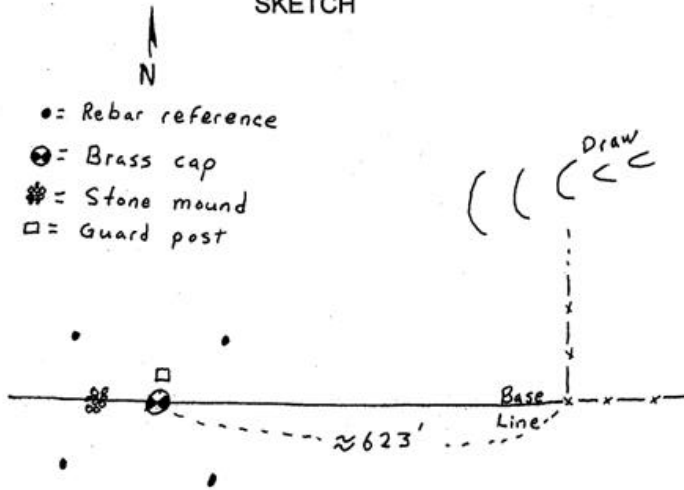 SKETCH
N
•= Rebar reference
= Brass cap
= Stone mound
□= Guard post
Draw
Base
Line
≈623'